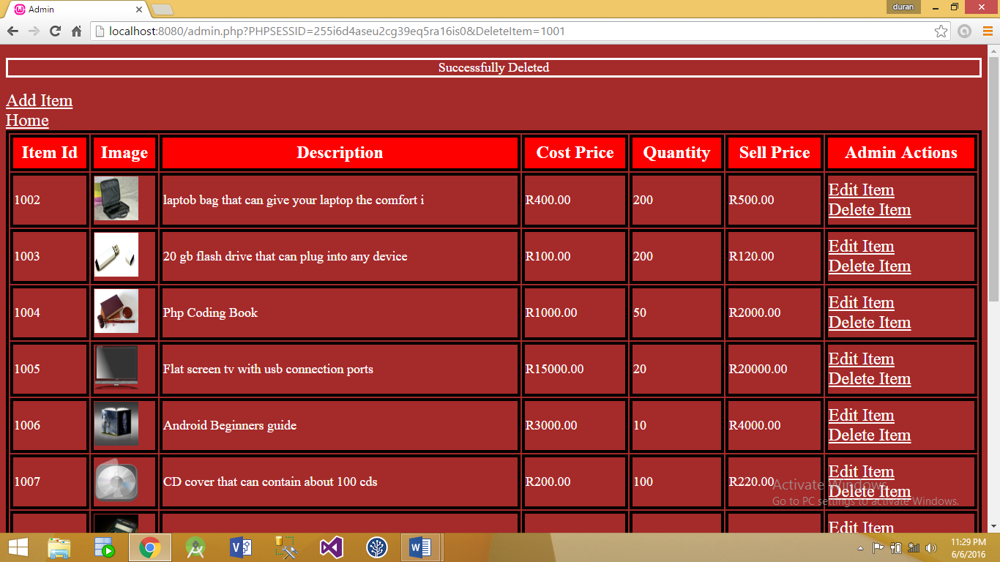 Admin
duran
localhost:8080/admin.php?PHPSESSID=255i6d4aseu2cg39eq5ra16is0&DeleteItem=1001
Successfully Deleted
Add Item
Home
Item Id Image Description Cost Price Quantity Sell Price Admin Actions
1002 laptob bag that can give your laptop the comfort i R400.00 200 R500.00 Edit Item
Delete Item
1003 20 gb flash drive that can plug into any device R100.00 200 R120.00 Edit Item
Delete Item
1004 Php Coding Book R1000.00 50 R2000.00 Edit Item
Delete Item
1005 Flat screen tv with usb connection ports R15000.00 20 R20000.00 Edit Item
Delete Item
1006 Android Beginners guide R3000.00 10 R4000.00 Edit Item
Delete Item
1007 CD cover that can contain about 100 cds R200.00 100 R220.00 Edit Item
Delete Item
Activate Windows
Go to PC settings to activate Windows.
Edit Item
11:29 PM
6/6/2016